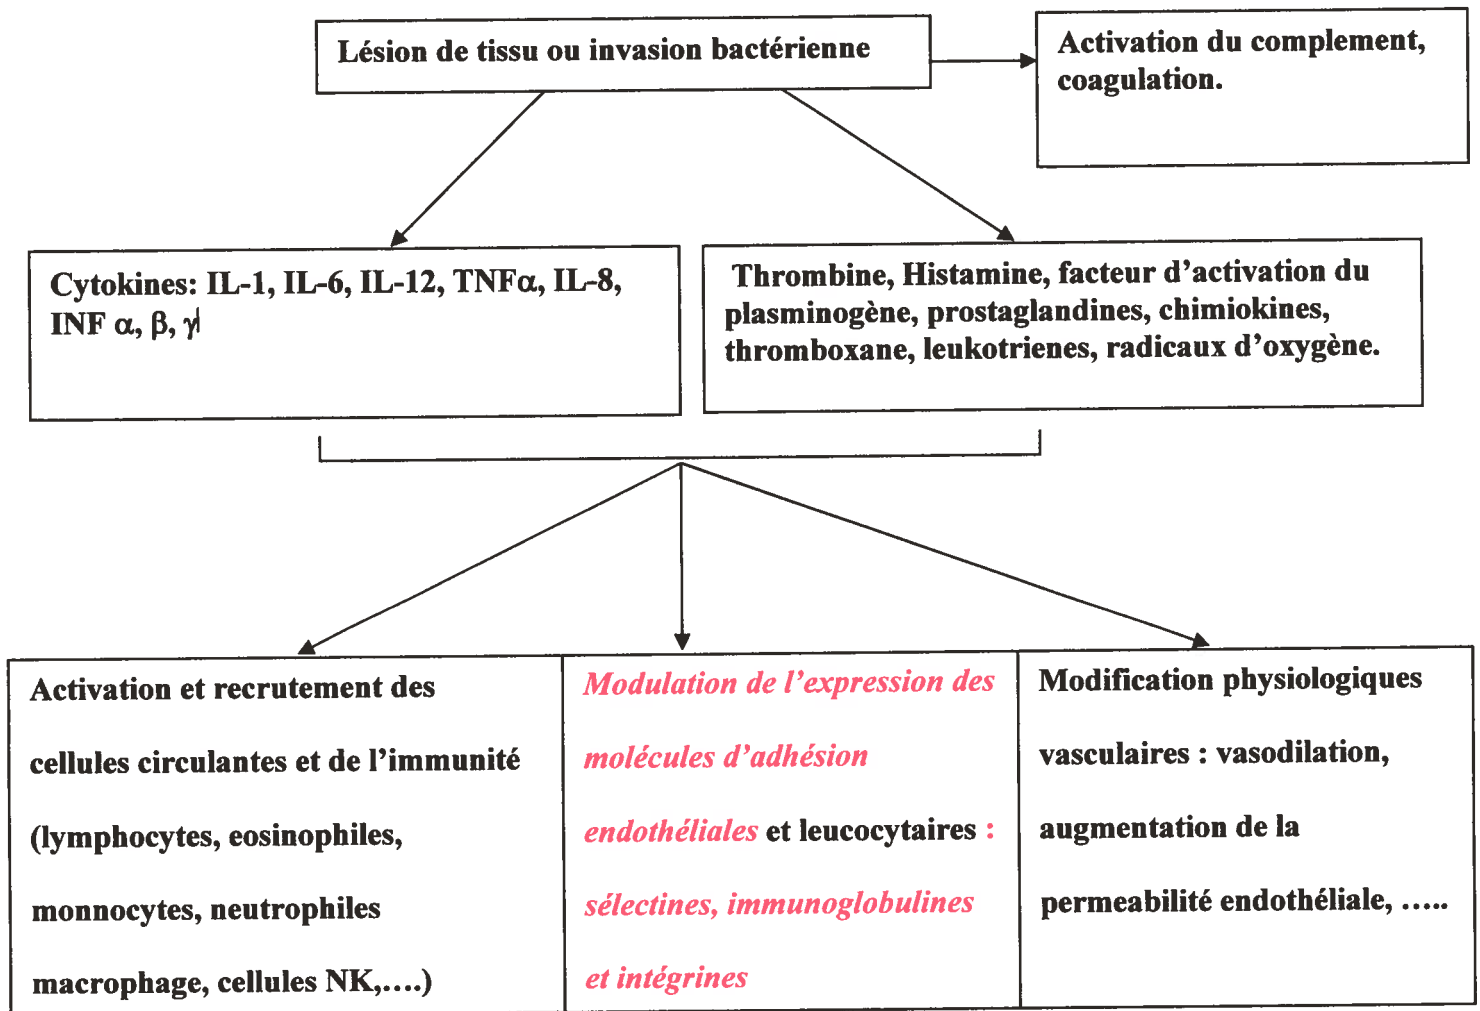 Lésion de tissu ou invasion bactérienne
Activation du complement,
coagulation.
Cytokines: IL-1, IL-6, IL-12, TNFα, IL-8,
INF α, β, γ
Thrombine, Histamine, facteur d’activation du
plasminogène, prostaglandines, chimiokines,
thromboxane, leukotrienes, radicaux d’oxygène.
Activation et recrutement des
cellules circulantes et de l’immunité
(lymphocytes, eosinophiles,
monnocytes, neutrophiles
macrophage, cellules NK,….)
Modulation de l’expression des
molécules d’adhésion
endothéliales et leucocytaires :
sélectines, immunoglobulines
et intégrines
Modification physiologiques
vasculaires : vasodilation,
augmentation de la
permeabilité endothéliale, …..